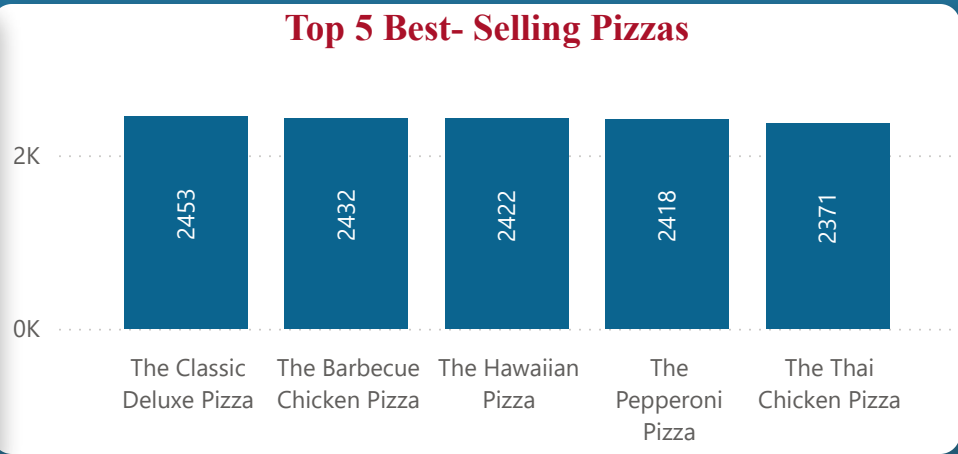 Top 5 Best- Selling Pizzas
2K
2453
2432
2422
2418
2371
0K
The Classic
Deluxe Pizza
The Barbecue
Chicken Pizza
The Hawaiian
Pizza
The
Pepperoni
Pizza
The Thai
Chicken Pizza